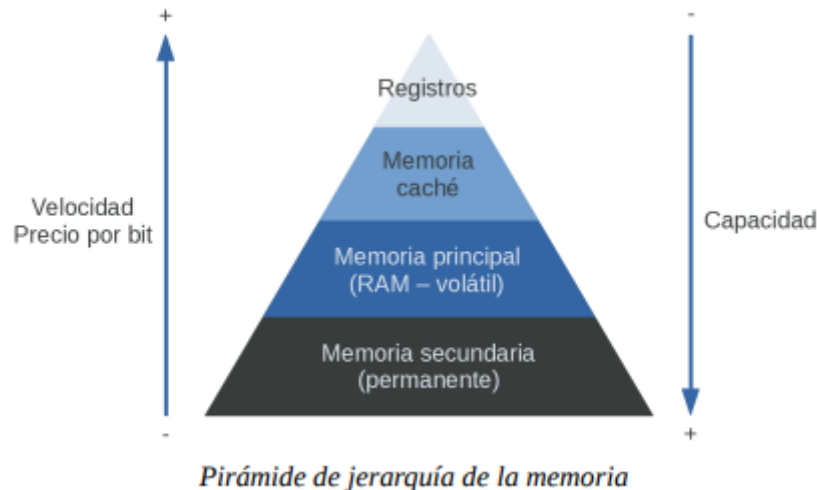 +
-
Registros
Memoria
caché
Velocidad
Precio por bit
Capacidad
Memoria principal
(RAM – volátil)
Memoria secundaria
(permanente)
-
+
Pirámide de jerarquía de la memoria